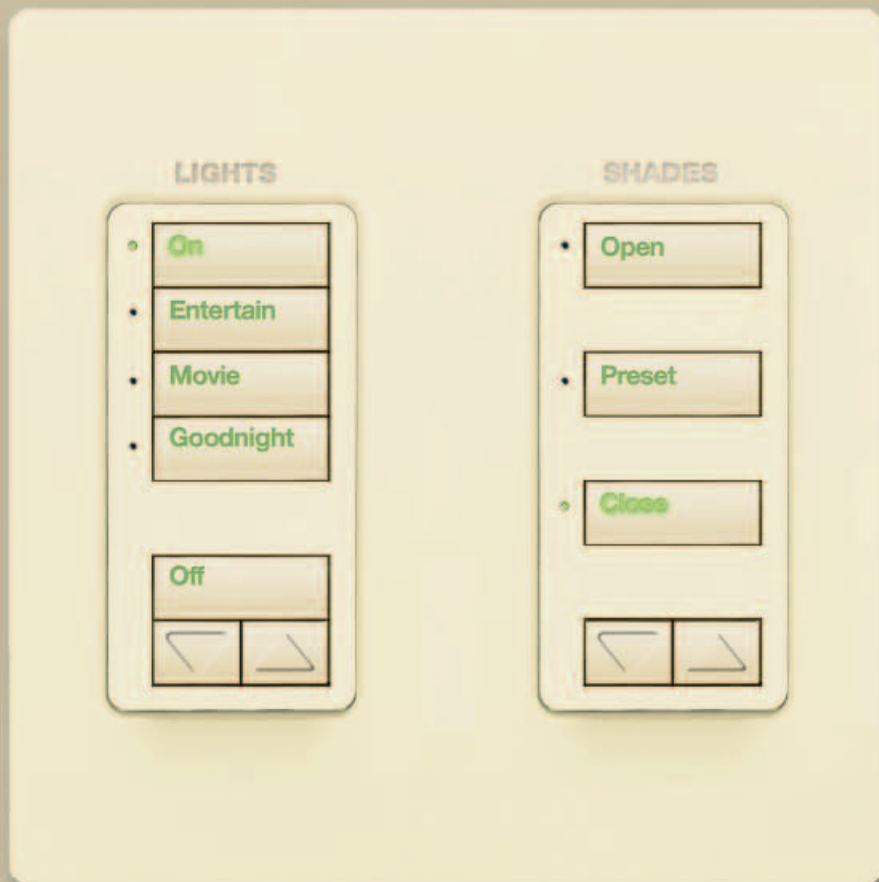 LIGHTS
On
Entertain
Movie
Goodnight
Off
SHADES
Open
Preset
Close